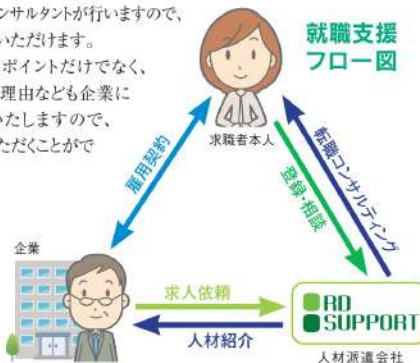 コンサルタントが行いますので、
いただけます。
ポイントだけでなく、
理由なども企業に
いたしますので、
ただくことがで
就職支援
フロー図
求職者本人
雇用契約
登録・相談
転職コンサルティング
企業
求人依頼
人材紹介
RD
SUPPORT
人材派遣会社